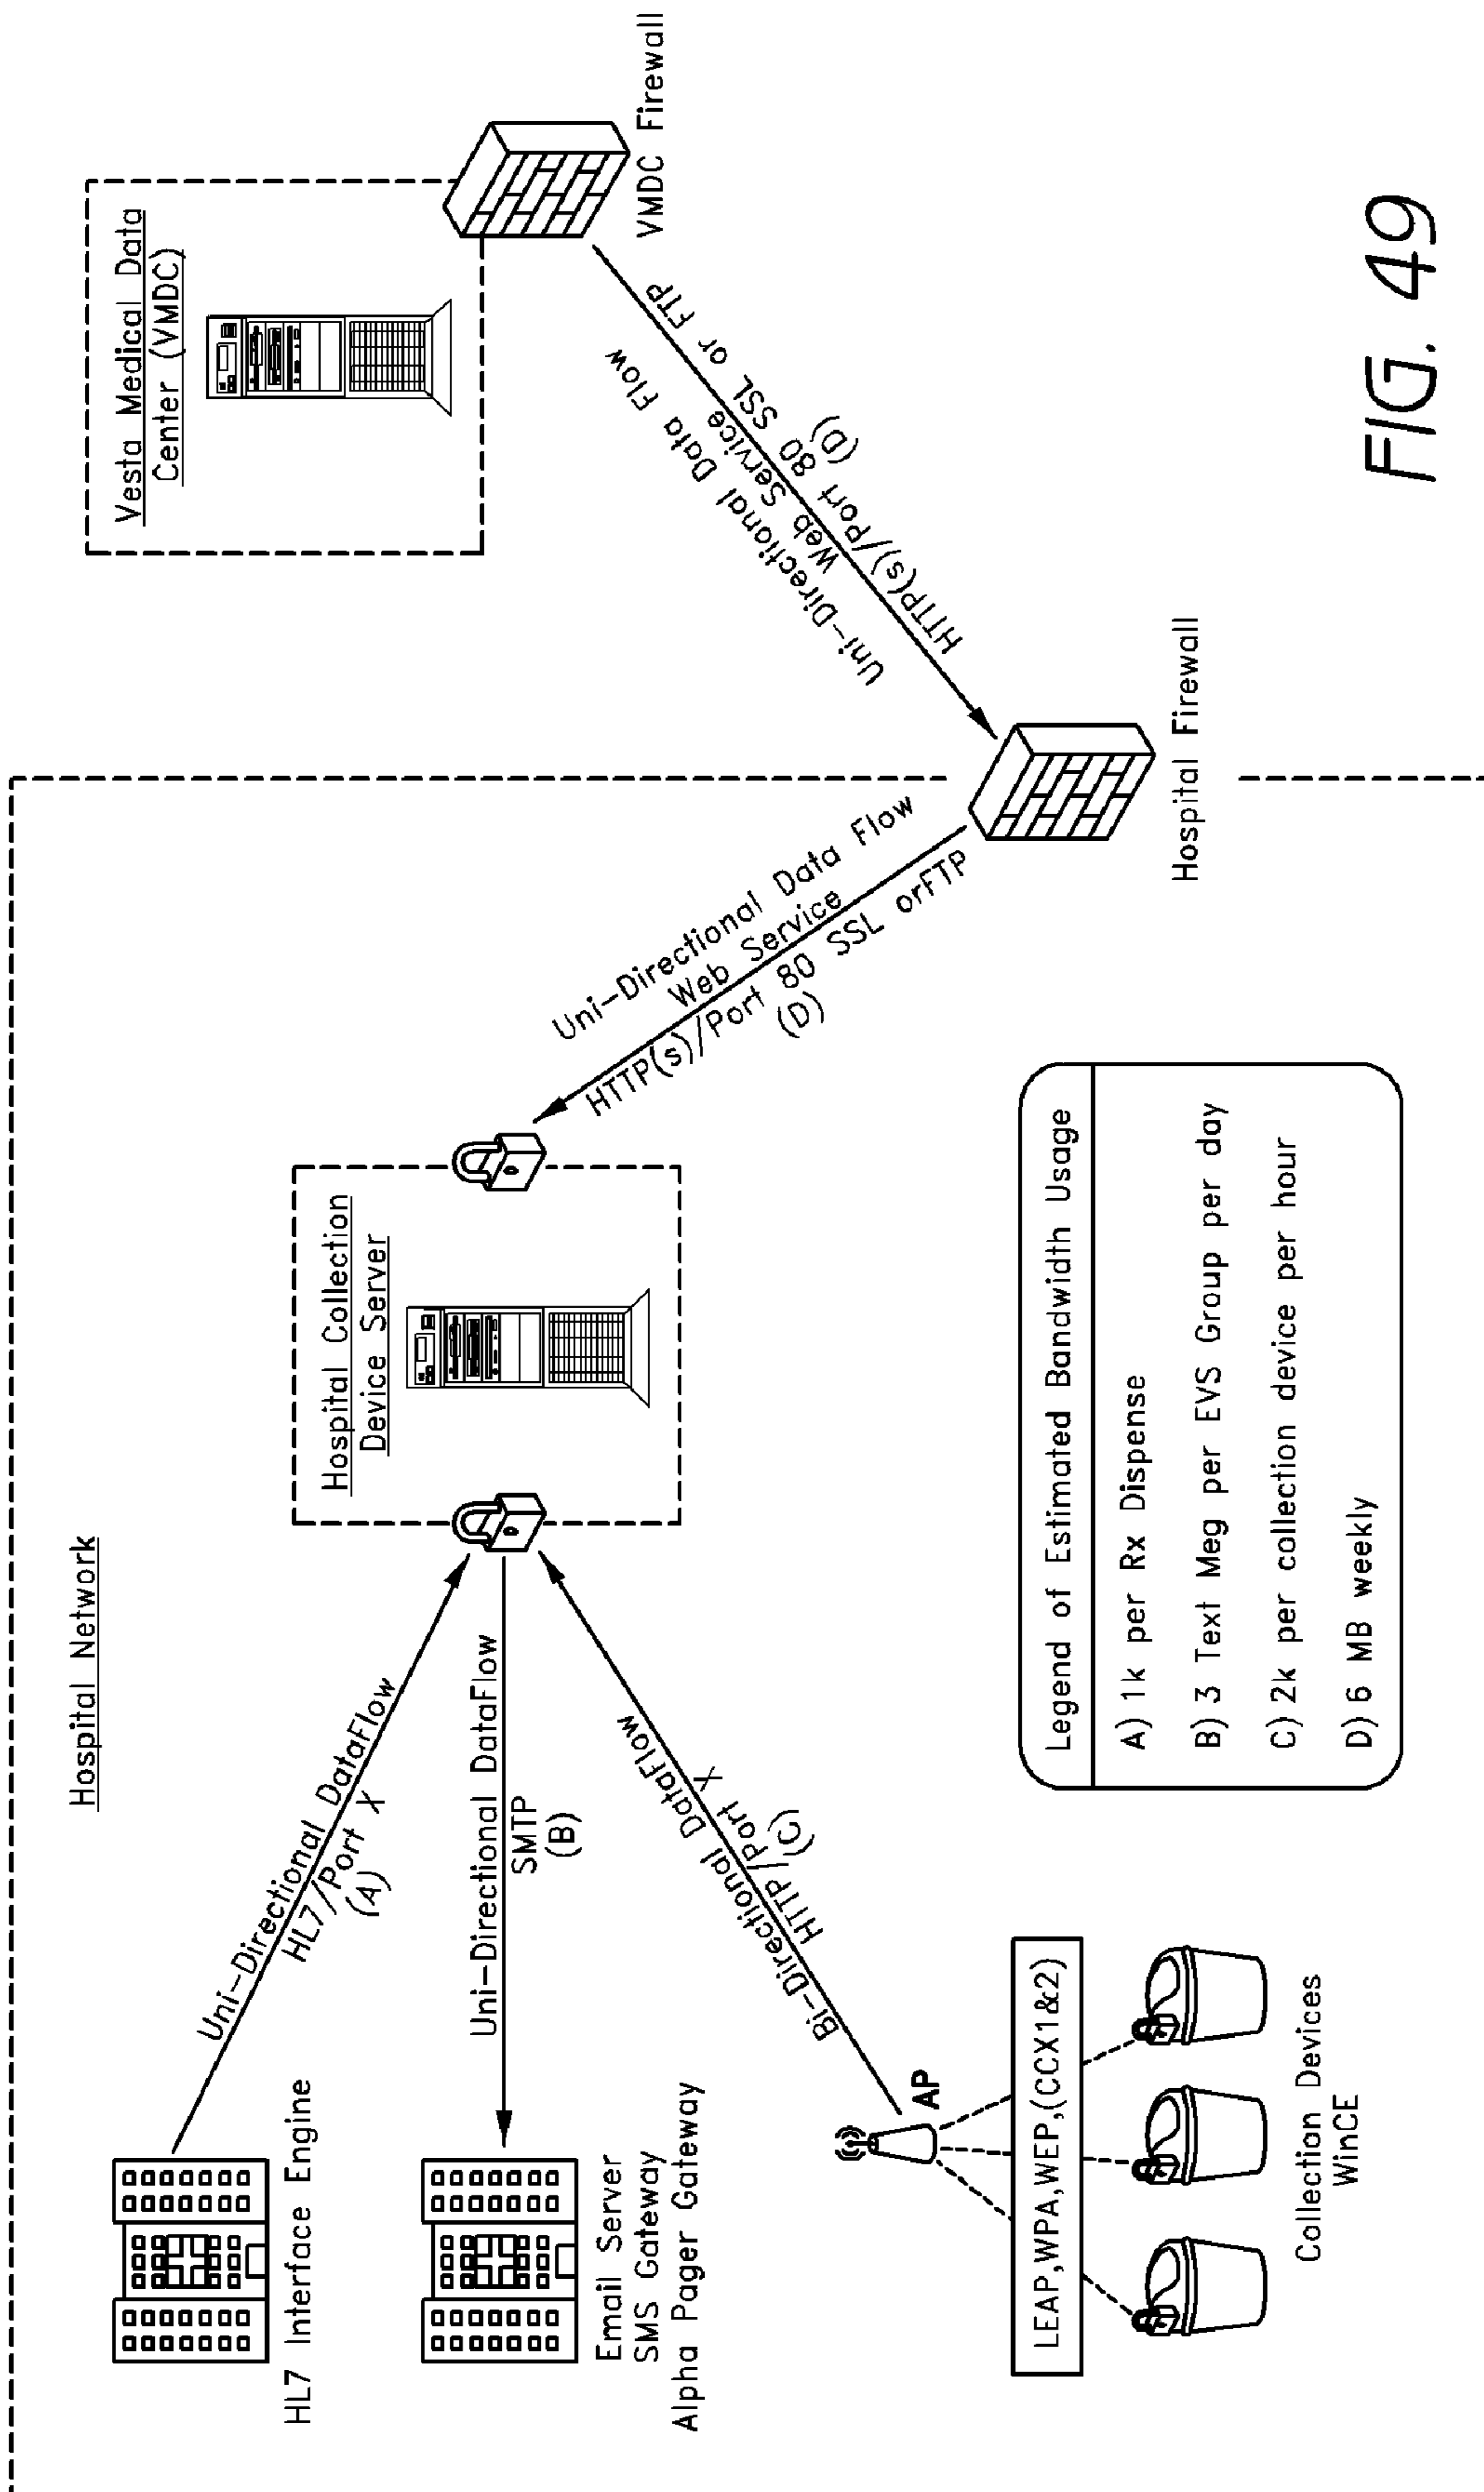 Hospital Network
HL7 Interface Engine
Uni-Directional DataFlow
HL7/Port X
(A)
Email Server
SMS Gateway
Alpha Pager Gateway
Uni-Directional DataFlow
SMTP
(B)
AP
Bi-Directional DataFlow
HTTP/Port X
(C)
LEAP,WPA,WEP,(CCX1&2)
Collection Devices
WinCE
Hospital Collection
Device Server
Uni-Directional Data Flow
Web Service
HTTP(s)/Port 80 SSL orFTP
(D)
Hospital Firewall
Uni-Directional Data Flow
Web Service
HTTP(s)/Port 80 SSL or FTP
(D)
Vesta Medical Data
Center (VMDC)
VMDC Firewall
Legend of Estimated Bandwidth Usage
A) 1k per Rx Dispense
B) 3 Text Meg per EVS Group per day
C) 2k per collection device per hour
D) 6 MB weekly
FIG. 49